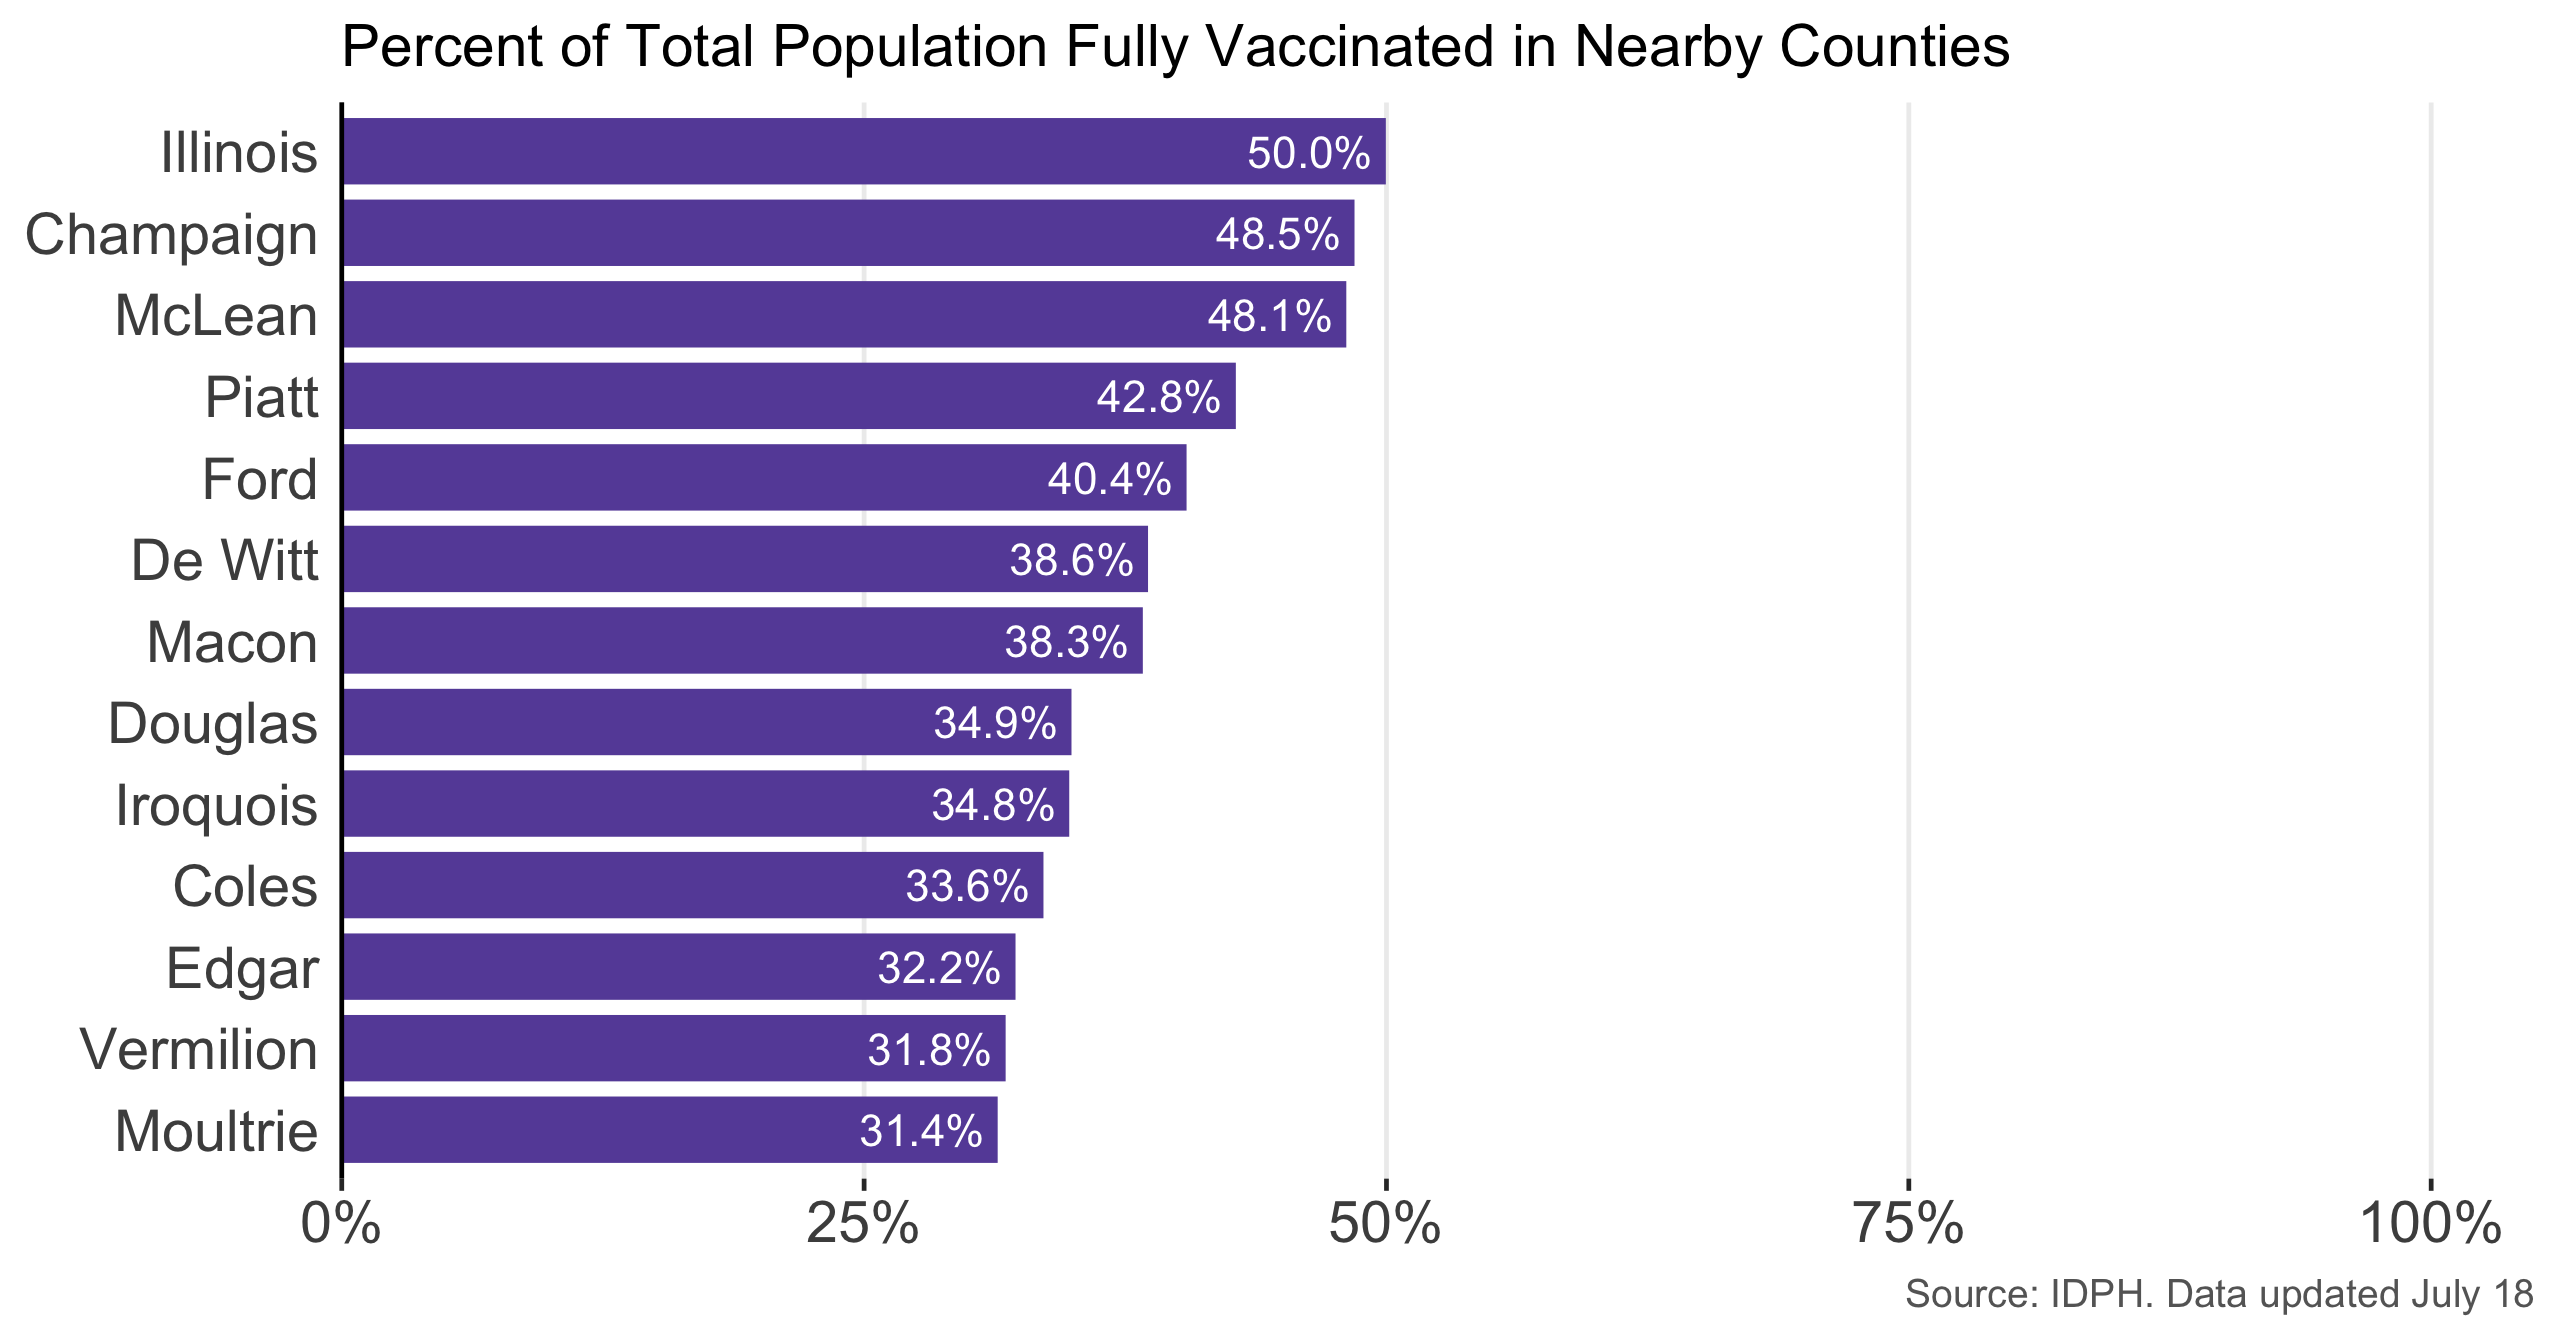 Percent of Total Population Fully Vaccinated in Nearby Counties
Illinois 50.0%
Champaign 48.5%
McLean 48.1%
Piatt 42.8%
Ford 40.4%
De Witt 38.6%
Macon 38.3%
Douglas 34.9%
Iroquois 34.8%
Coles 33.6%
Edgar 32.2%
Vermilion 31.8%
Moultrie 31.4%
0% 25% 50% 75% 100%
Source: IDPH. Data updated July 18